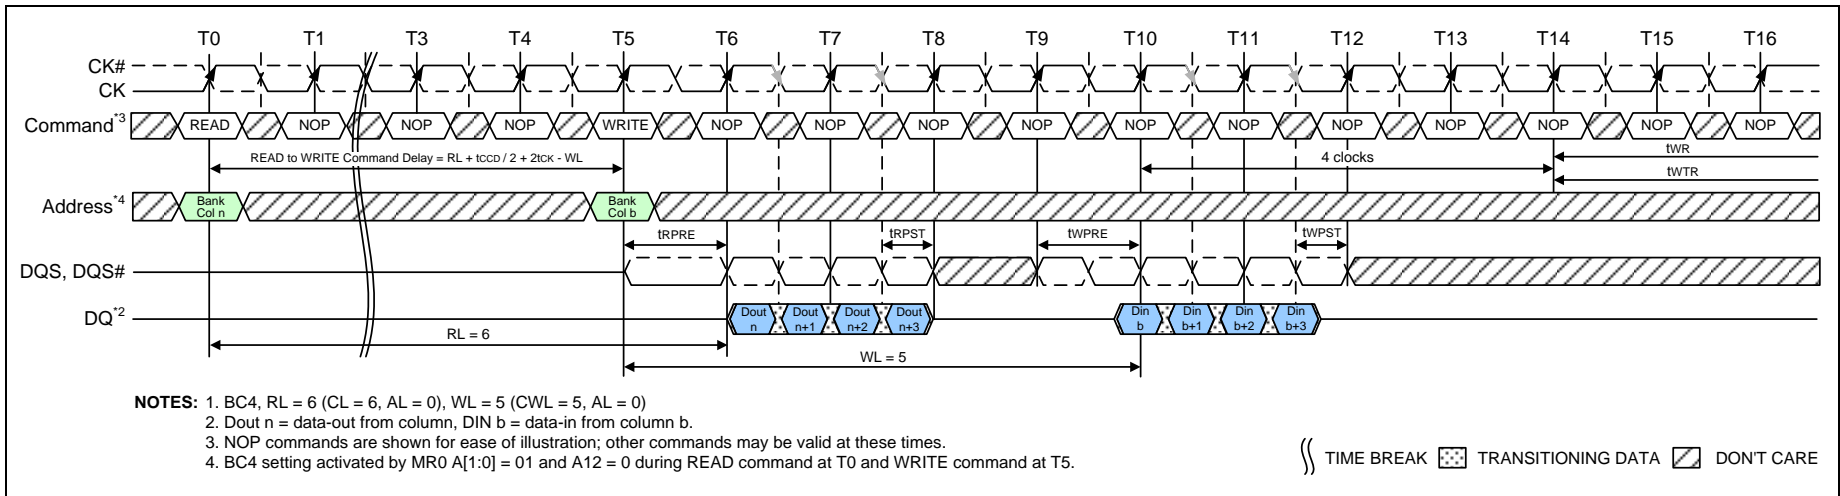 T0 T1 T3 T4 T5 T6 T7 T8 T9 T10 T11 T12 T13 T14 T15 T16
CK#
CK
Command*3 READ NOP NOP NOP WRITE NOP NOP NOP NOP NOP NOP NOP NOP NOP NOP NOP
READ to WRITE Command Delay = RL + tCCD / 2 + 2tCK - WL
4 clocks
tWR
tWTR
Address*4
Bank
Col n
Bank
Col b
tRPRE tRPST tWPRE tWPST
DQS, DQS#
DQ*2
Dout
n
Dout
n+1
Dout
n+2
Dout
n+3
Din
b
Din
b+1
Din
b+2
Din
b+3
RL = 6
WL = 5
NOTES: 1. BC4, RL = 6 (CL = 6, AL = 0), WL = 5 (CWL = 5, AL = 0)
2. Dout n = data-out from column, DIN b = data-in from column b.
3. NOP commands are shown for ease of illustration; other commands may be valid at these times.
4. BC4 setting activated by MR0 A[1:0] = 01 and A12 = 0 during READ command at T0 and WRITE command at T5.
TIME BREAK TRANSITIONING DATA DON'T CARE